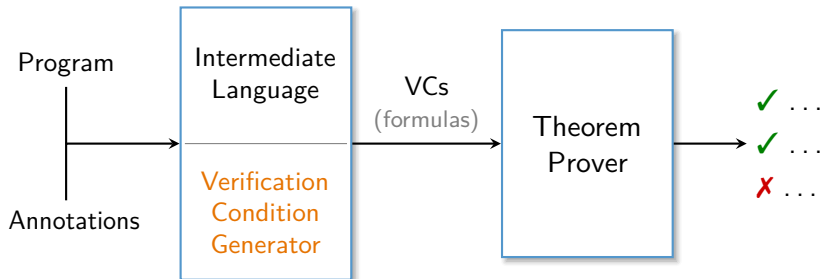 Program
Annotations
Intermediate
Language
Verification
Condition
Generator
VCs
(formulas)
Theorem
Prover
✓ ...
✓ ...
✗ ...